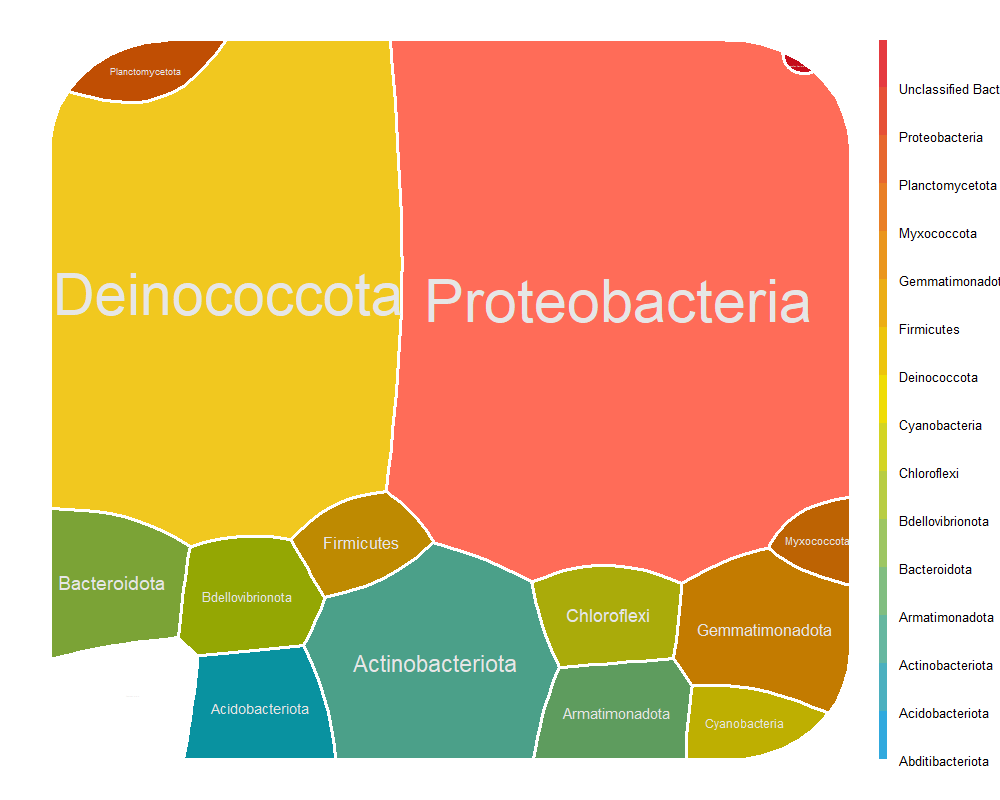 Planctomycetota
Deinococcota
Proteobacteria
Firmicutes
Myxococcota
Bacteroidota
Bdellovibrionota
Chloroflexi
Gemmatimonadota
Actinobacteriota
Acidobacteriota
Armatimonadota
Cyanobacteria
Unclassified Bact
Proteobacteria
Planctomycetota
Myxococcota
Gemmatimonadot
Firmicutes
Deinococcota
Cyanobacteria
Chloroflexi
Bdellovibrionota
Bacteroidota
Armatimonadota
Actinobacteriota
Acidobacteriota
Abditibacteriota